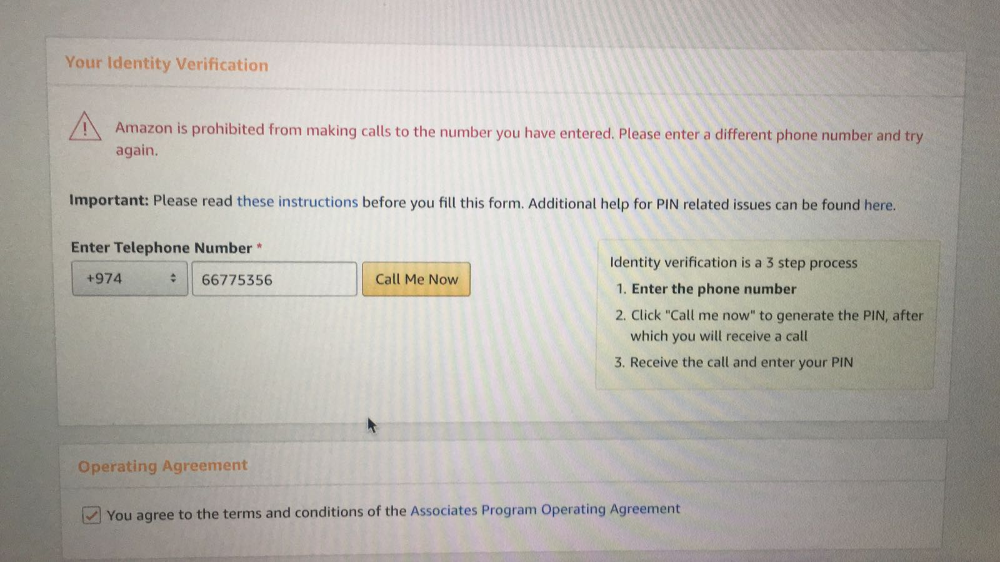 Your Identity Verification
Amazon is prohibited from making calls to the number you have entered. Please enter a different phone number and try
again.
Important: Please read these instructions before you fill this form. Additional help for PIN related issues can be found here.
Enter Telephone Number *
+974
66775356
Call Me Now
Identity verification is a 3 step process
1. Enter the phone number
2. Click "Call me now" to generate the PIN, after
which you will receive a call
3. Receive the call and enter your PIN
Operating Agreement
You agree to the terms and conditions of the Associates Program Operating Agreement